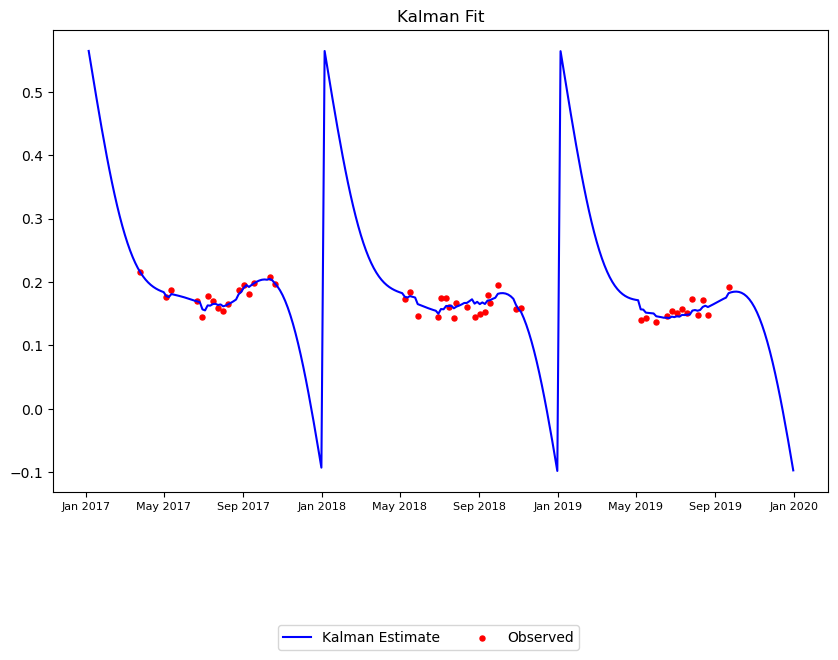 Kalman Fit
0.5
0.4
0.3
0.2
0.1
0.0
−0.1
Jan 2017 May 2017 Sep 2017 Jan 2018 May 2018 Sep 2018 Jan 2019 May 2019 Sep 2019 Jan 2020
Kalman Estimate Observed